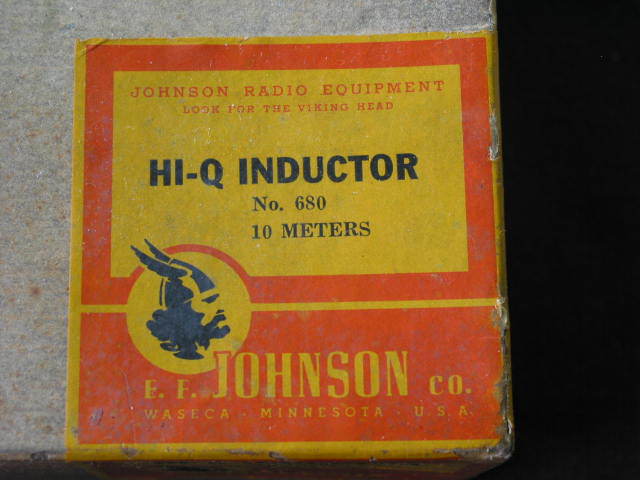 JOHNSON RADIO EQUIPMENT
LOOK FOR THE VIKING HEAD
HI-Q INDUCTOR
No. 680
10 METERS
E. F. JOHNSON CO.
WASECA · MINNESOTA · U.S.A.